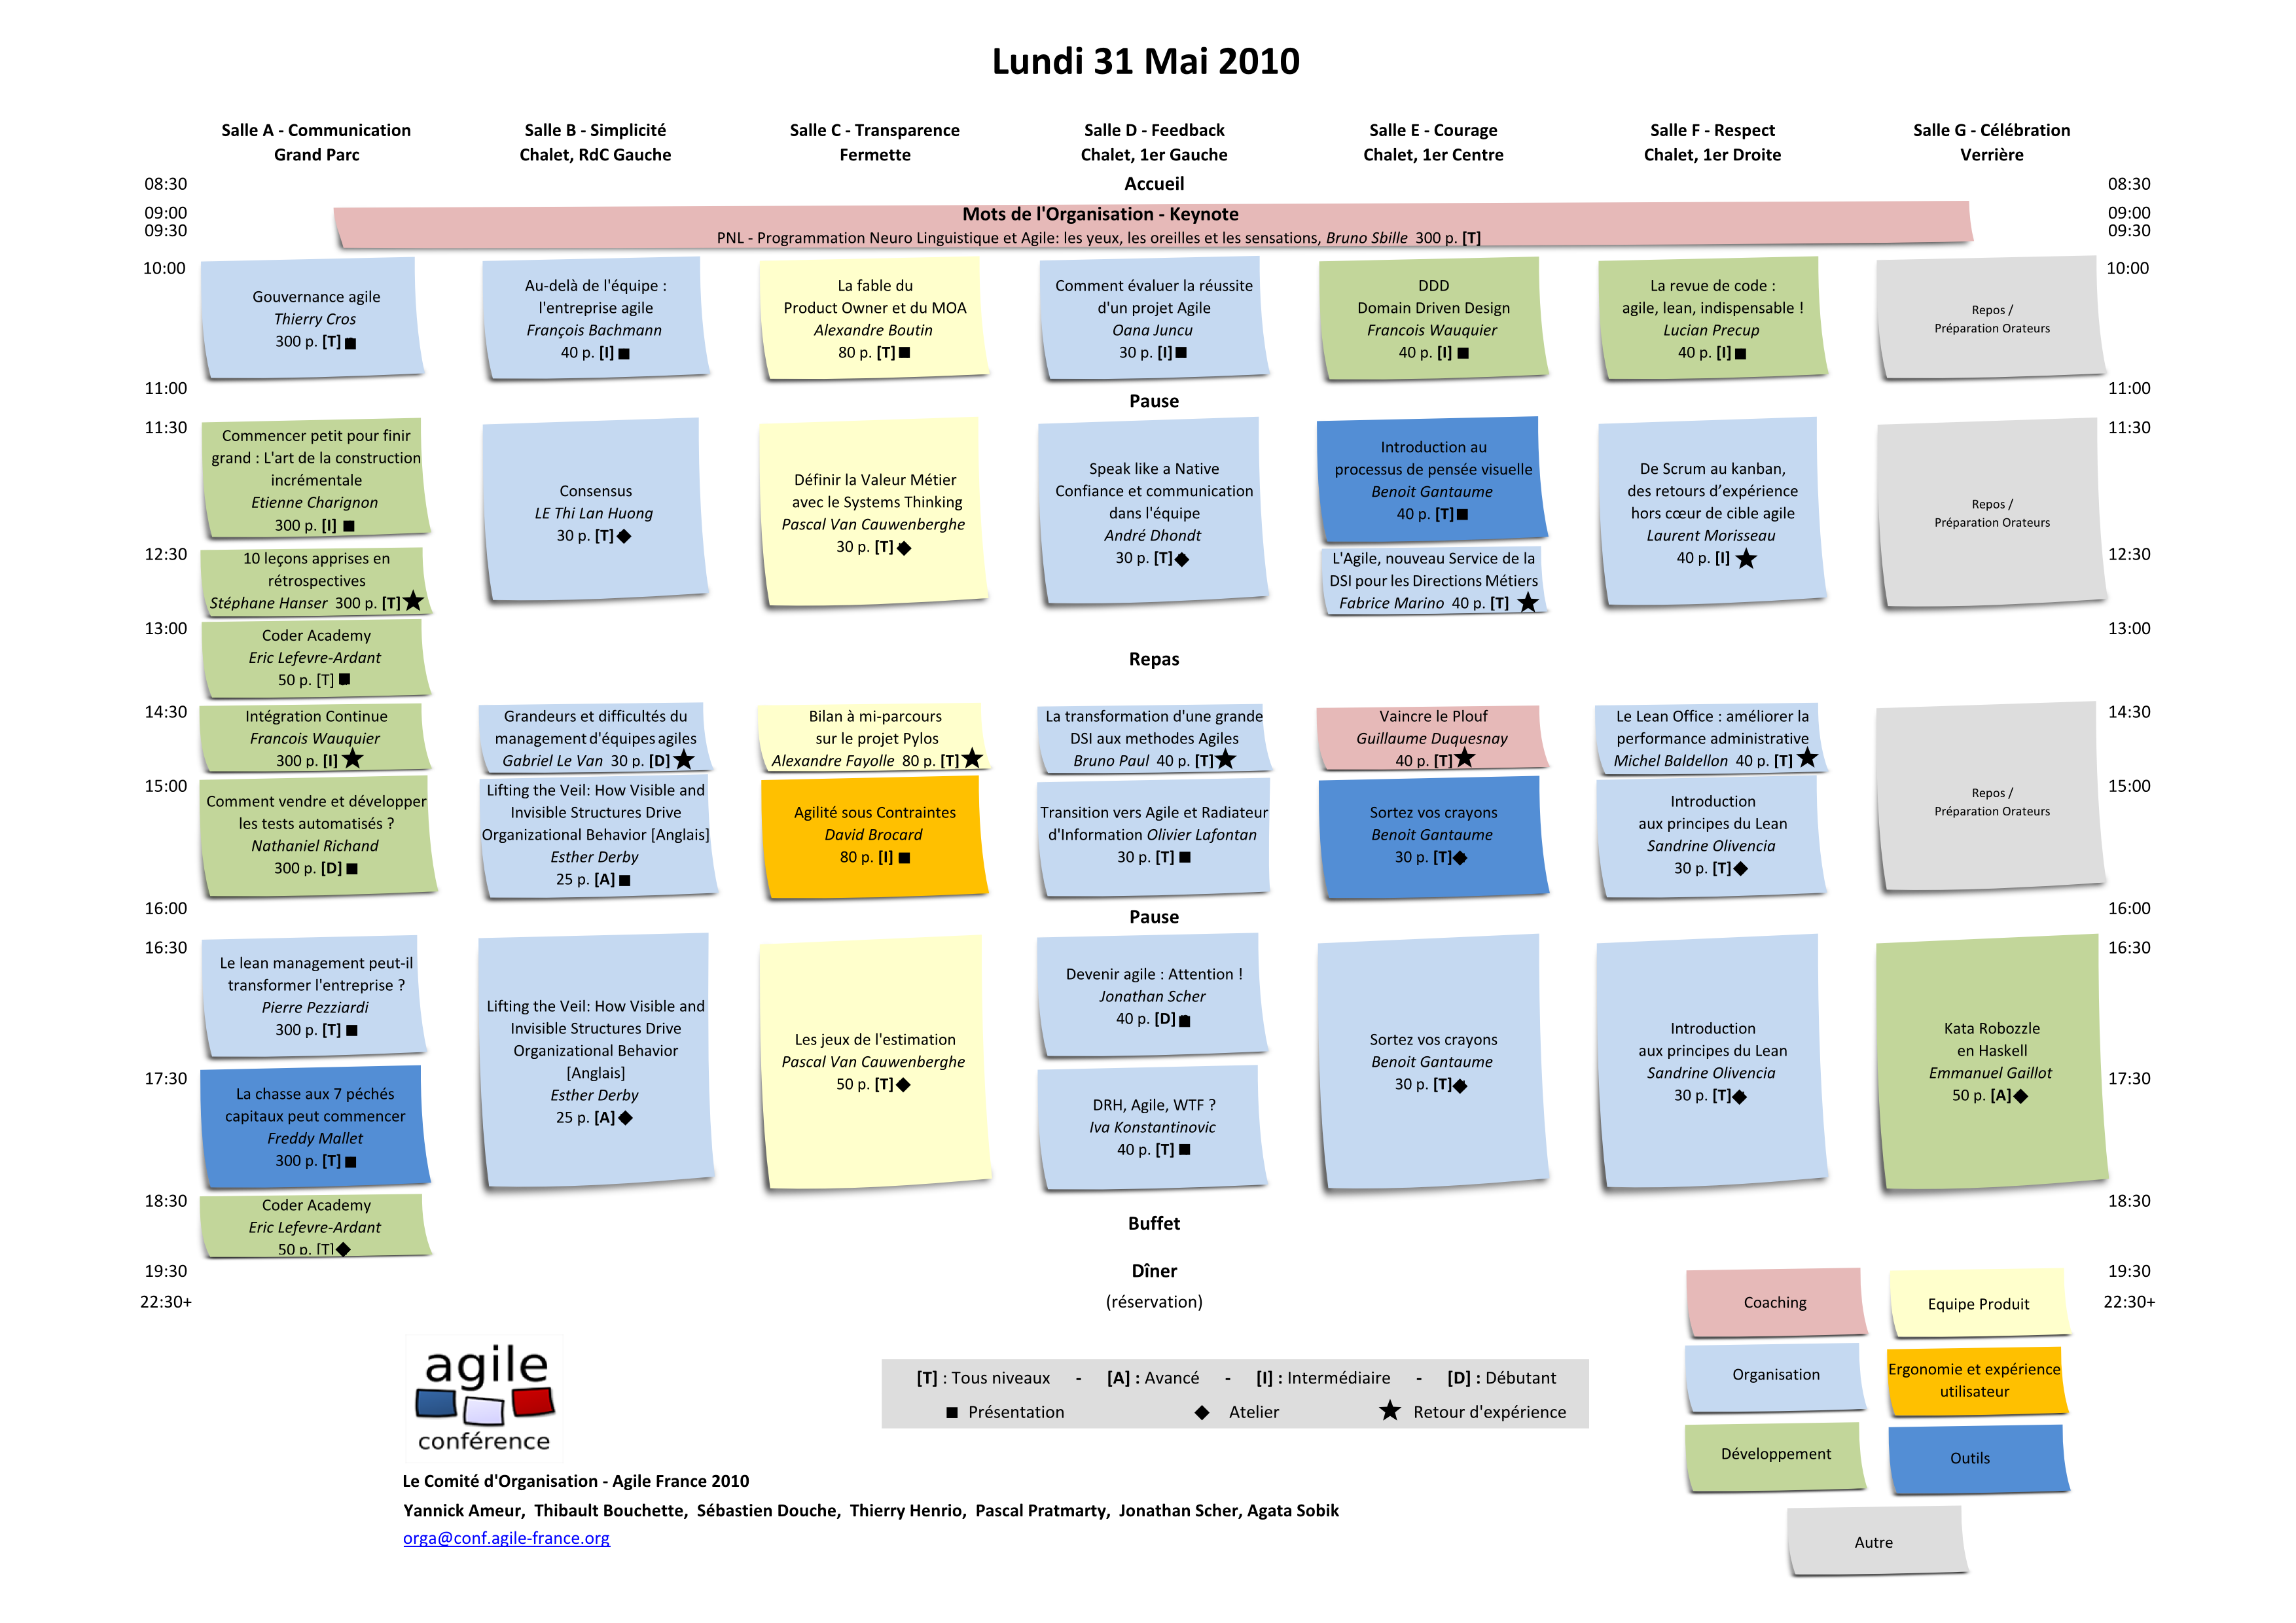 Lundi 31 Mai 2010
Salle A - Communication
Grand Parc
Salle B - Simplicité
Chalet, RdC Gauche
Salle C - Transparence
Fermette
Salle D - Feedback
Chalet, 1er Gauche
Salle E - Courage
Chalet, 1er Centre
Salle F - Respect
Chalet, 1er Droite
Salle G - Célébration
Verrière
08:30
Accueil
08:30
09:00
Mots de l'Organisation - Keynote
09:00
09:30
PNL - Programmation Neuro Linguistique et Agile: les yeux, les oreilles et les sensations, Bruno Sbille 300 p. [T]
09:30
10:00
Gouvernance agile
Thierry Cros
300 p. [T] ■
Au-delà de l'équipe :
l'entreprise agile
François Bachmann
40 p. [I] ■
La fable du
Product Owner et du MOA
Alexandre Boutin
80 p. [T] ■
Comment évaluer la réussite
d'un projet Agile
Oana Juncu
30 p. [I] ■
DDD
Domain Driven Design
Francois Wauquier
40 p. [I] ■
La revue de code :
agile, lean, indispensable !
Lucian Precup
40 p. [I] ■
Repos /
Préparation Orateurs
10:00
11:00
Pause
11:00
11:30
Commencer petit pour finir
grand : L'art de la construction
incrémentale
Etienne Charignon
300 p. [I] ■
Consensus
LE Thi Lan Huong
30 p. [T] ◆
Définir la Valeur Métier
avec le Systems Thinking
Pascal Van Cauwenberghe
30 p. [T] ◆
Speak like a Native
Confiance et communication
dans l'équipe
André Dhondt
30 p. [T] ◆
Introduction au
processus de pensée visuelle
Benoit Gantaume
40 p. [T] ■
De Scrum au kanban,
des retours d’expérience
hors cœur de cible agile
Laurent Morisseau
40 p. [I] ★
Repos /
Préparation Orateurs
11:30
12:30
10 leçons apprises en
rétrospectives
Stéphane Hanser 300 p. [T] ★
L'Agile, nouveau Service de la
DSI pour les Directions Métiers
Fabrice Marino 40 p. [T] ★
12:30
13:00
Coder Academy
Eric Lefevre-Ardant
50 p. [T] ■
Repas
13:00
14:30
Intégration Continue
Francois Wauquier
300 p. [I] ★
Grandeurs et difficultés du
management d'équipes agiles
Gabriel Le Van 30 p. [D] ★
Bilan à mi-parcours
sur le projet Pylos
Alexandre Fayolle 80 p. [T] ★
La transformation d'une grande
DSI aux methodes Agiles
Bruno Paul 40 p. [T] ★
Vaincre le Plouf
Guillaume Duquesnay
40 p. [T] ★
Le Lean Office : améliorer la
performance administrative
Michel Baldellon 40 p. [T] ★
14:30
15:00
Comment vendre et développer
les tests automatisés ?
Nathaniel Richand
300 p. [D] ■
Lifting the Veil: How Visible and
Invisible Structures Drive
Organizational Behavior [Anglais]
Esther Derby
25 p. [A] ■
Agilité sous Contraintes
David Brocard
80 p. [I] ■
Transition vers Agile et Radiateur
d'Information Olivier Lafontan
30 p. [T] ■
Sortez vos crayons
Benoit Gantaume
30 p. [T] ◆
Introduction
aux principes du Lean
Sandrine Olivencia
30 p. [T] ◆
Repos /
Préparation Orateurs
15:00
16:00
Pause
16:00
16:30
Le lean management peut-il
transformer l'entreprise ?
Pierre Pezziardi
300 p. [T] ■
Lifting the Veil: How Visible and
Invisible Structures Drive
Organizational Behavior
[Anglais]
Esther Derby
25 p. [A] ◆
Les jeux de l'estimation
Pascal Van Cauwenberghe
50 p. [T] ◆
Devenir agile : Attention !
Jonathan Scher
40 p. [D] ■
Sortez vos crayons
Benoit Gantaume
30 p. [T] ◆
Introduction
aux principes du Lean
Sandrine Olivencia
30 p. [T] ◆
Kata Robozzle
en Haskell
Emmanuel Gaillot
50 p. [A] ◆
16:30
17:30
La chasse aux 7 péchés
capitaux peut commencer
Freddy Mallet
300 p. [T] ■
DRH, Agile, WTF ?
Iva Konstantinovic
40 p. [T] ■
17:30
18:30
Coder Academy
Eric Lefevre-Ardant
50 p. [T] ◆
Buffet
18:30
19:30
Dîner
19:30
22:30+
(réservation)
22:30+
Coaching
Equipe Produit
Organisation
Ergonomie et expérience
utilisateur
Développement
Outils
Autre
agile
conférence
[T] : Tous niveaux - [A] : Avancé - [I] : Intermédiaire - [D] : Débutant
■ Présentation ◆ Atelier ★ Retour d'expérience
Le Comité d'Organisation - Agile France 2010
Yannick Ameur, Thibault Bouchette, Sébastien Douche, Thierry Henrio, Pascal Pratmarty, Jonathan Scher, Agata Sobik
orga@conf.agile-france.org